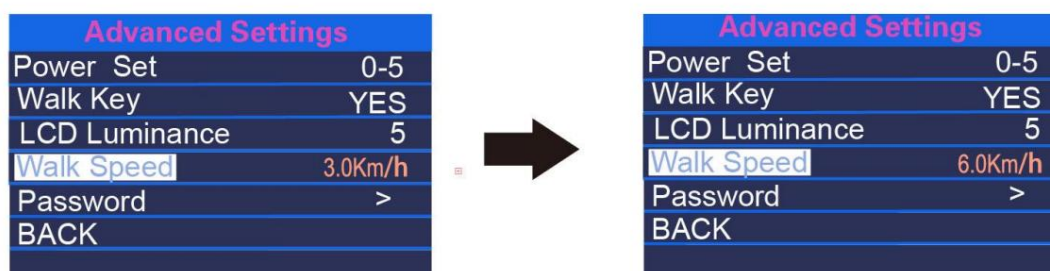 Advanced Settings
Power Set 0-5
Walk Key YES
LCD Luminance 5
Walk Speed 3.0Km/h
Password >
BACK
Advanced Settings
Power Set 0-5
Walk Key YES
LCD Luminance 5
Walk Speed 6.0Km/h
Password >
BACK